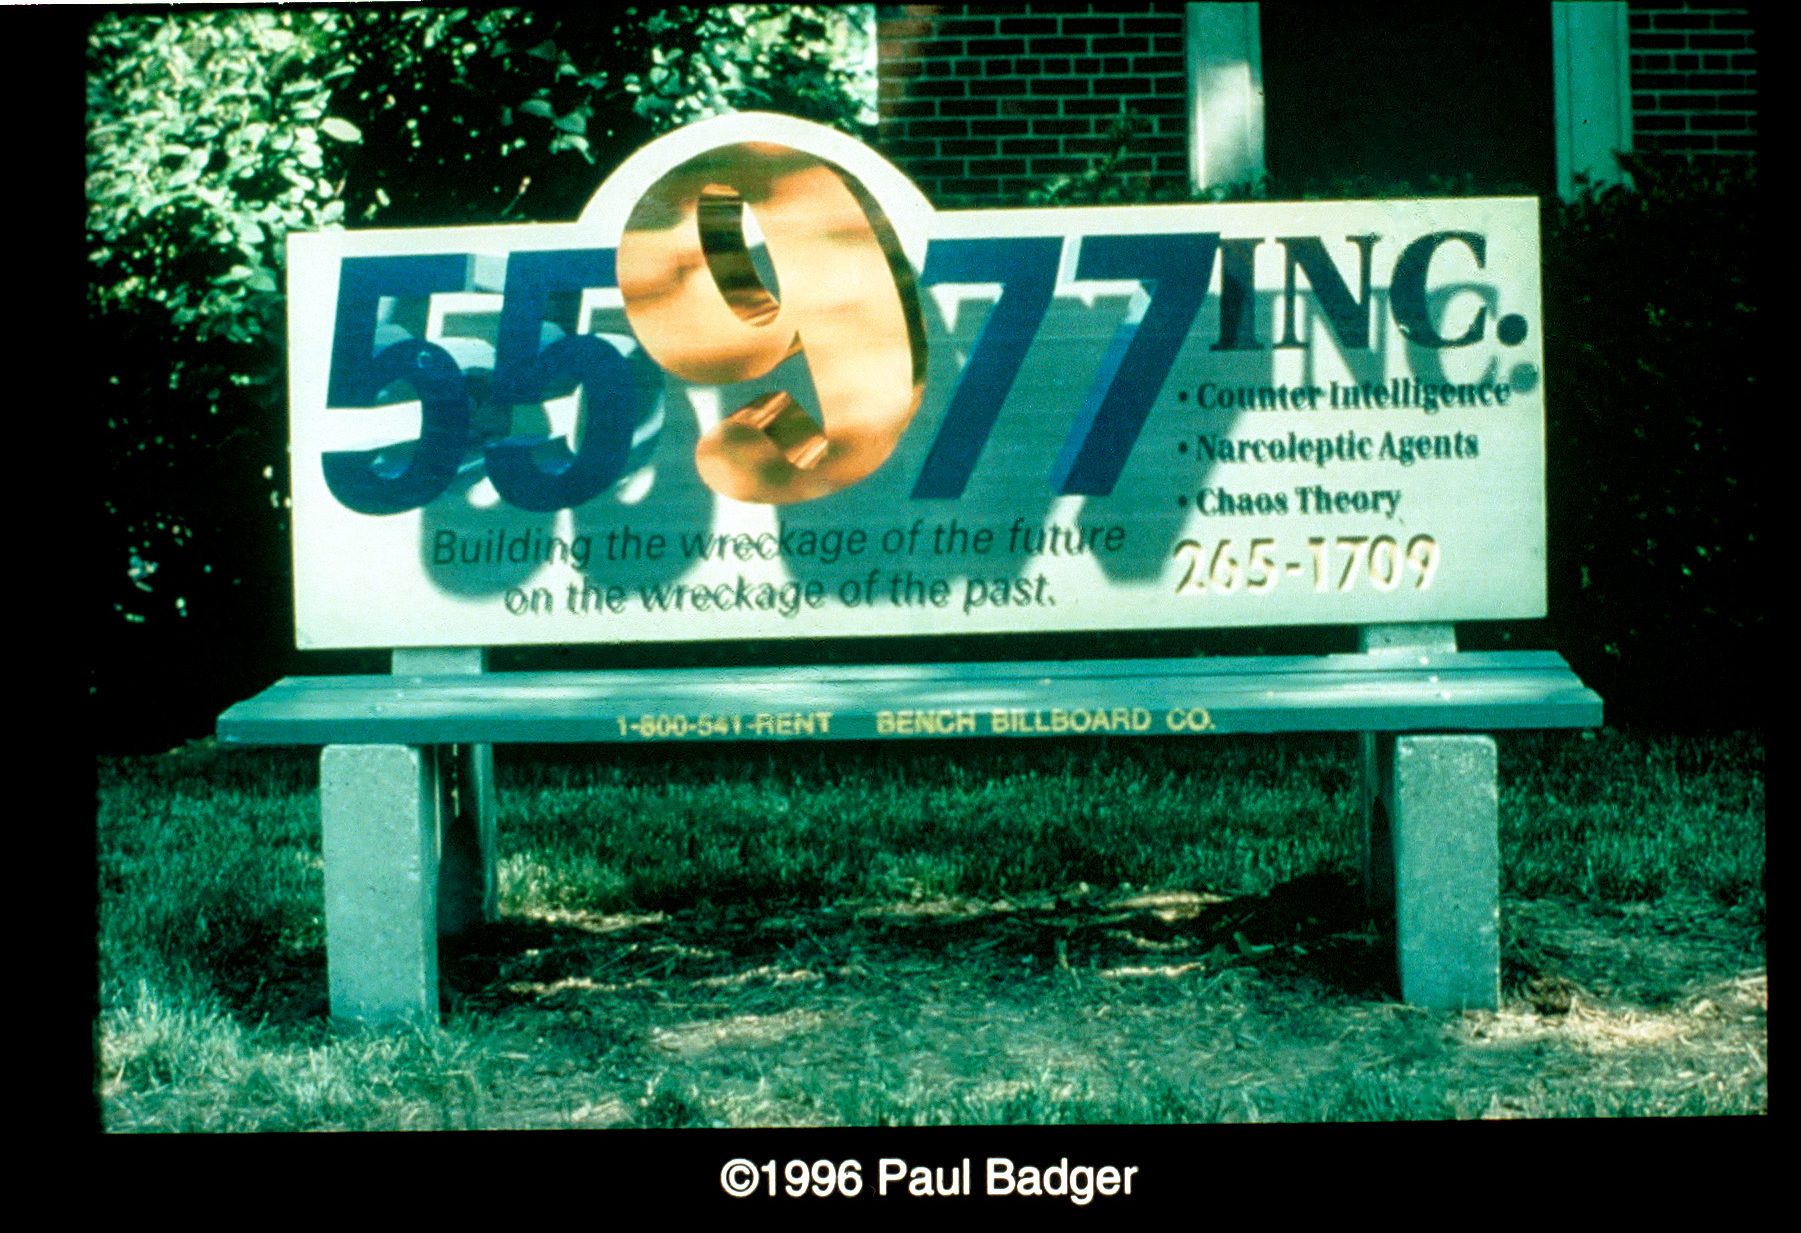 55977 INC.
• Counter Intelligence
• Narcoleptic Agents
• Chaos Theory
Building the wreckage of the future
on the wreckage of the past.
265-1709
1-800-541-RENT BENCH BILLBOARD CO.
©1996 Paul Badger